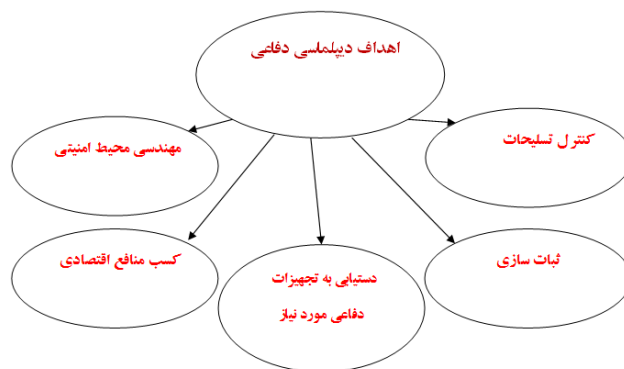 اهداف دیپلماسی دفاعی
کنترل تسلیحات
مهندسی محیط امنیتی
ثبات سازی
دستیابی به تجهیزات
دفاعی مورد نیاز
کسب منافع اقتصادی